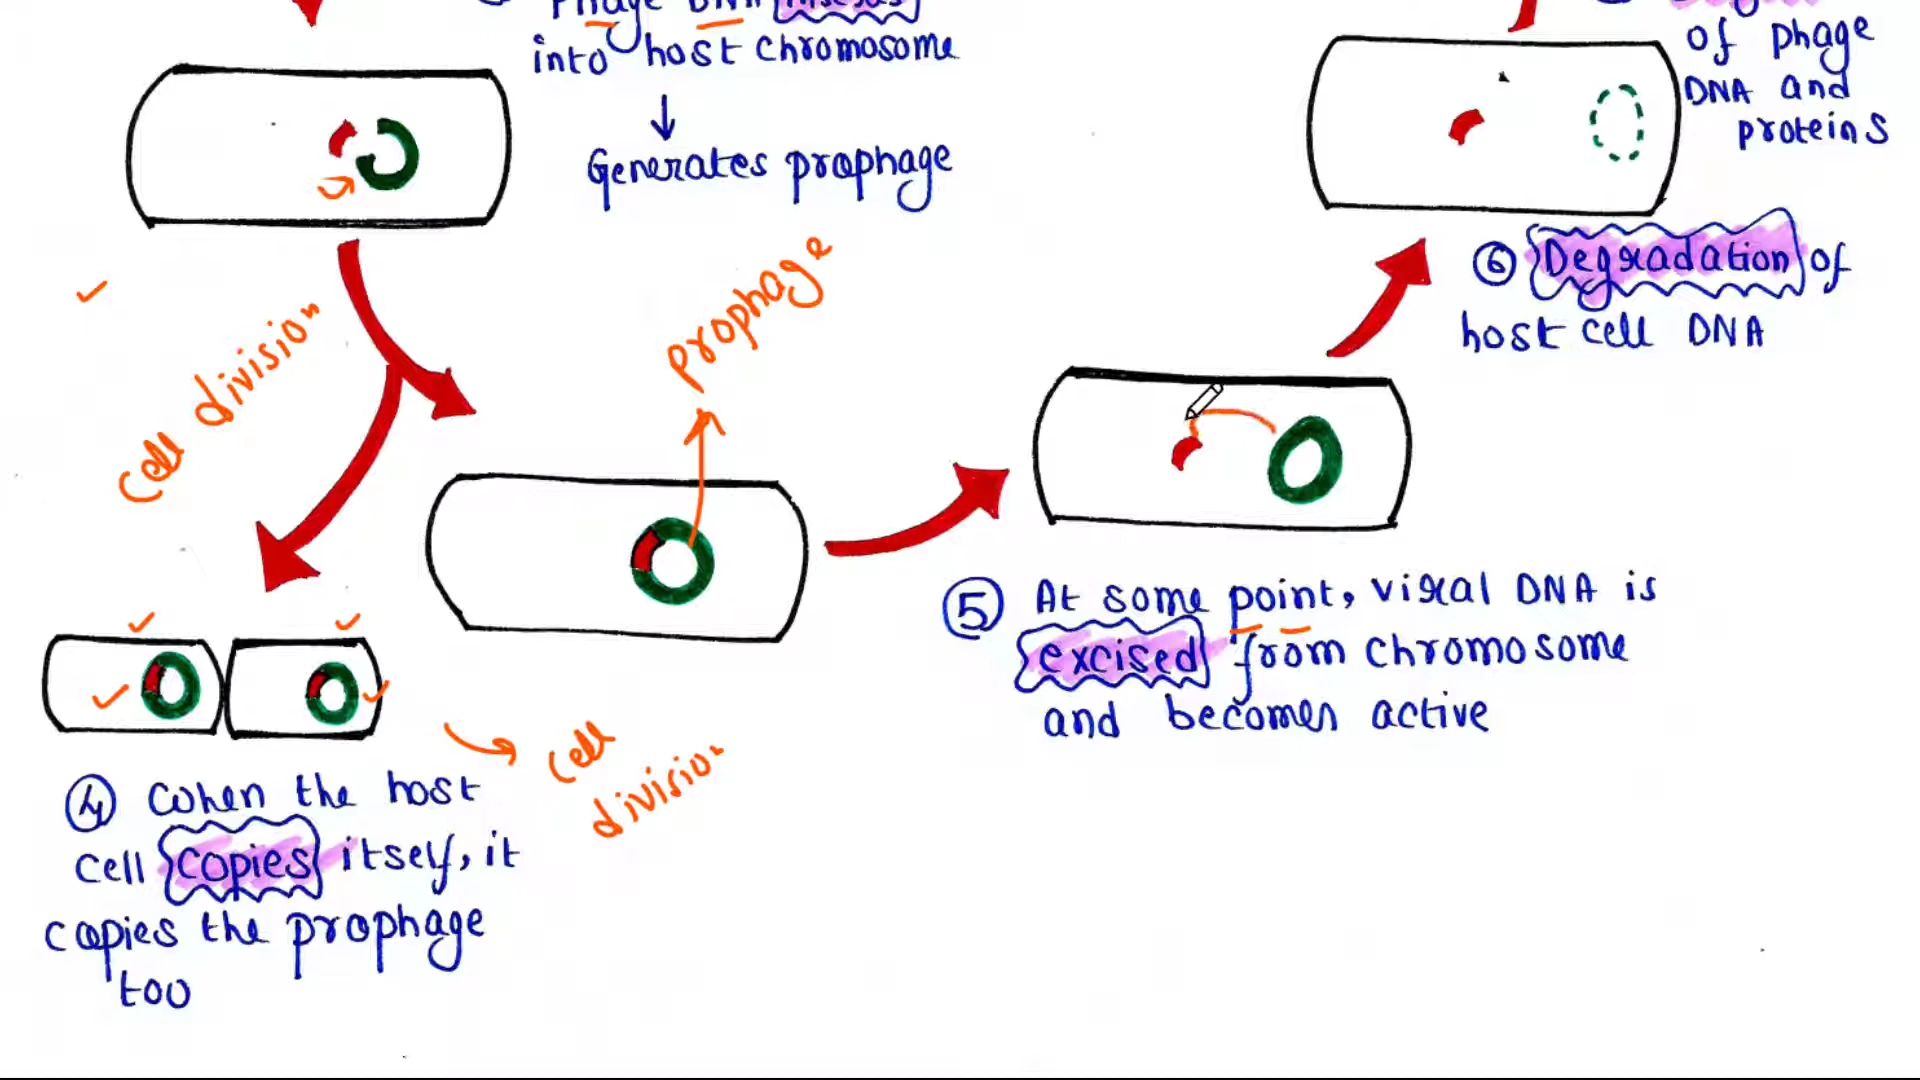 Phage DNA
into host chromosome
Generates prophage
of phage
DNA and
proteins
⑥ Degradation of
host cell DNA
Prophage
Cell division
⑤ At some point, viral DNA is
excised from chromosome
and becomes active
Cell
division
④ When the host
cell copies itself, it
copies the prophage
too